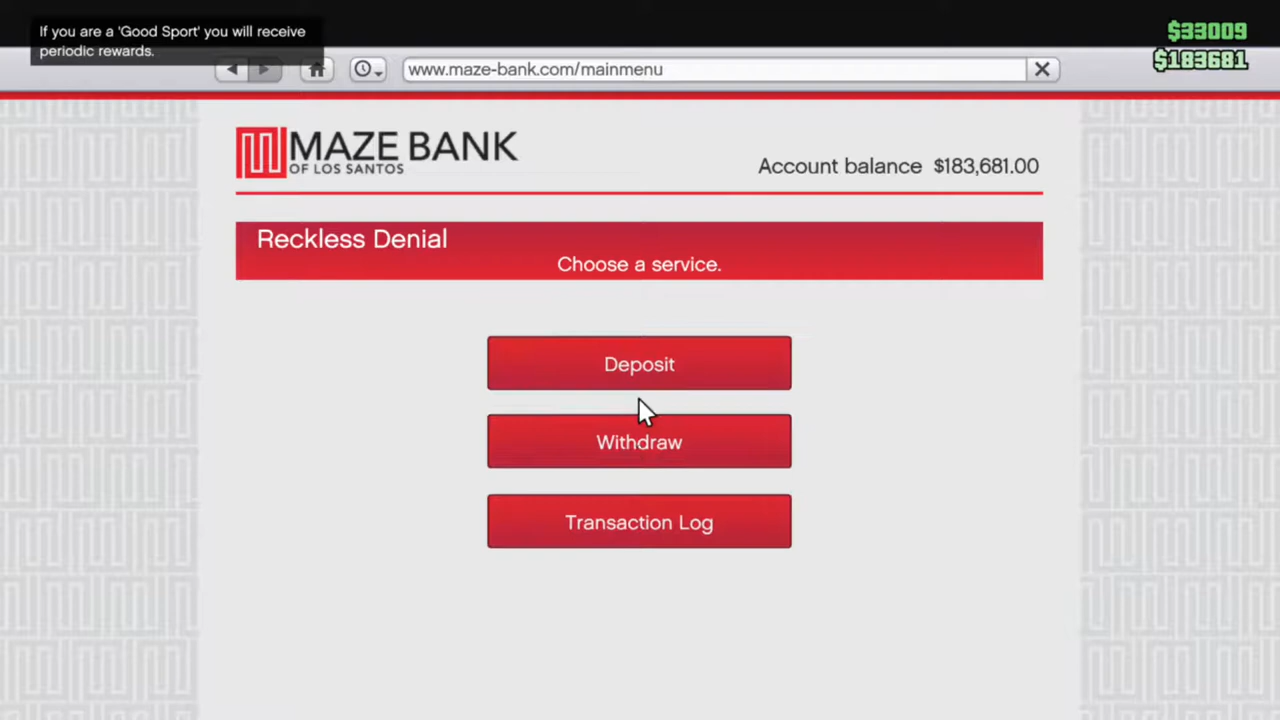 If you are a 'Good Sport' you will receive
periodic rewards.
$33009
$183681
www.maze-bank.com/mainmenu
MAZE BANK
OF LOS SANTOS
Account balance $183,681.00
Reckless Denial
Choose a service.
Deposit
Withdraw
Transaction Log